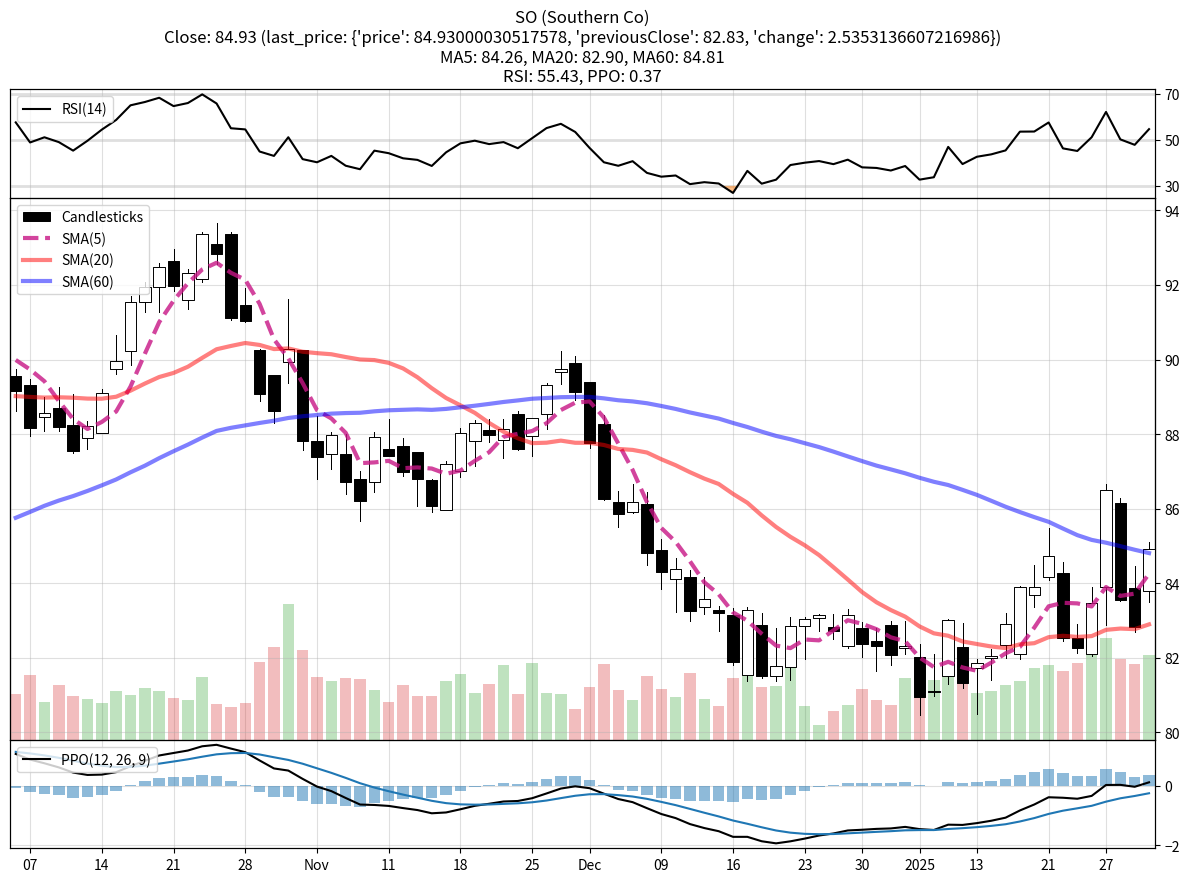 SO (Southern Co)
Close: 84.93 (last_price: {'price': 84.93000030517578, 'previousClose': 82.83, 'change': 2.5353136607216986})
MA5: 84.26, MA20: 82.90, MA60: 84.81
RSI: 55.43, PPO: 0.37
RSI(14)
70
50
30
Candlesticks
SMA(5)
SMA(20)
SMA(60)
94
92
90
88
86
84
82
80
PPO(12, 26, 9)
0
−2
07 14 21 28 Nov 11 18 25 Dec 09 16 23 30 2025 13 21 27